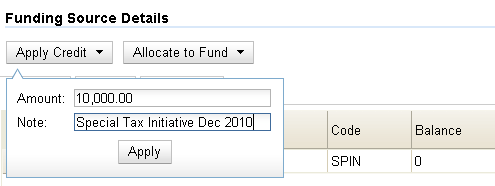 Funding Source Details
Apply Credit Allocate to Fund
Amount: 10,000.00
Note: Special Tax Initiative Dec 2010
Apply
Code Balance
SPIN 0